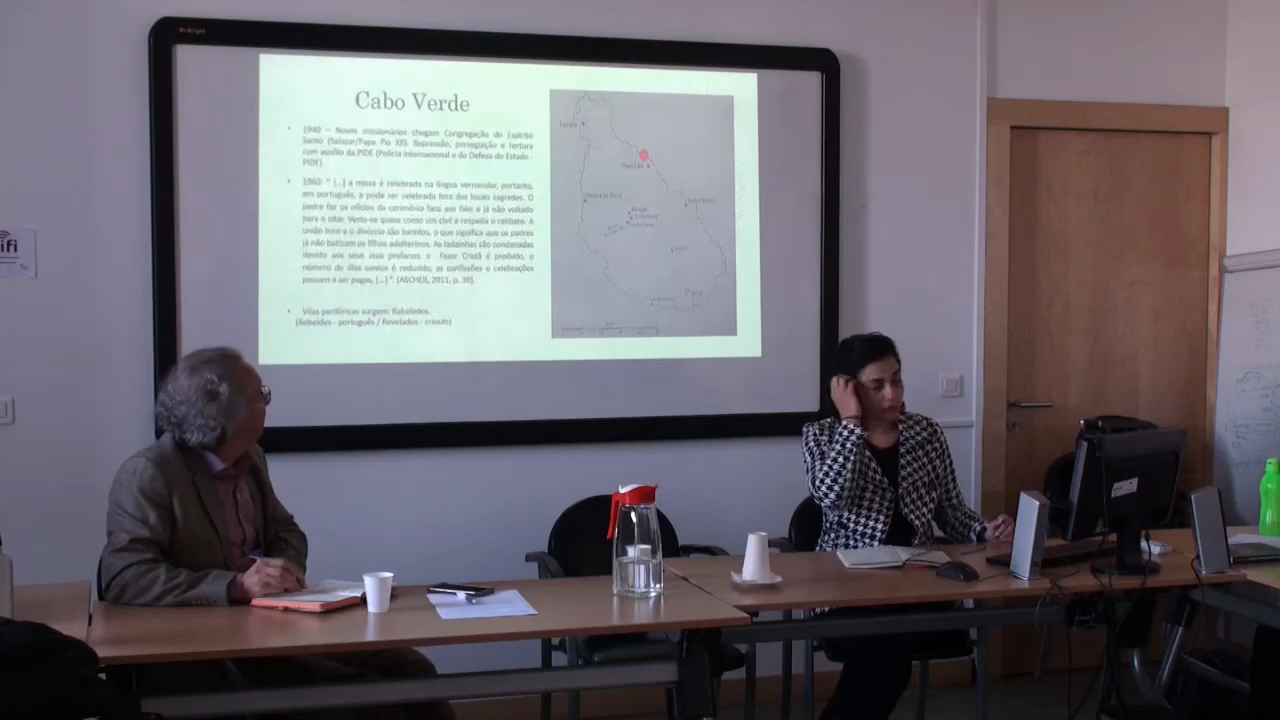 Cabo Verde
1940 – Novos missionários chegam Congregação do Espírito
Santo (Salazar/Papa Pio XII). Repressão, perseguição e tortura
com auxílio da PIDE (Polícia Internacional e de Defesa do Estado -
PIDE).
1960: " [...] a missa é celebrada na língua vernacular, portanto,
em português, e pode ser celebrada fora dos locais sagrados. O
padre faz os ofícios da cerimónia face aos fiéis e já não voltado
para o altar. Veste-se quase como um civil e respeita o celibato. A
união livre e o divórcio são banidos, o que significa que os padres
já não batizam os filhos adulterinos. As ladainhas são condenadas
devido aos seus usos profanos, o Fazer Cristã é proibido, o
número de dias santos é reduzido, as confissões e celebrações
passam a ser pagas, [...] ". (ASCHER, 2011, p. 30).
Vilas periféricas surgem: Rabelados.
(Rebeldes - português / Revelados - crioulo)
ifi